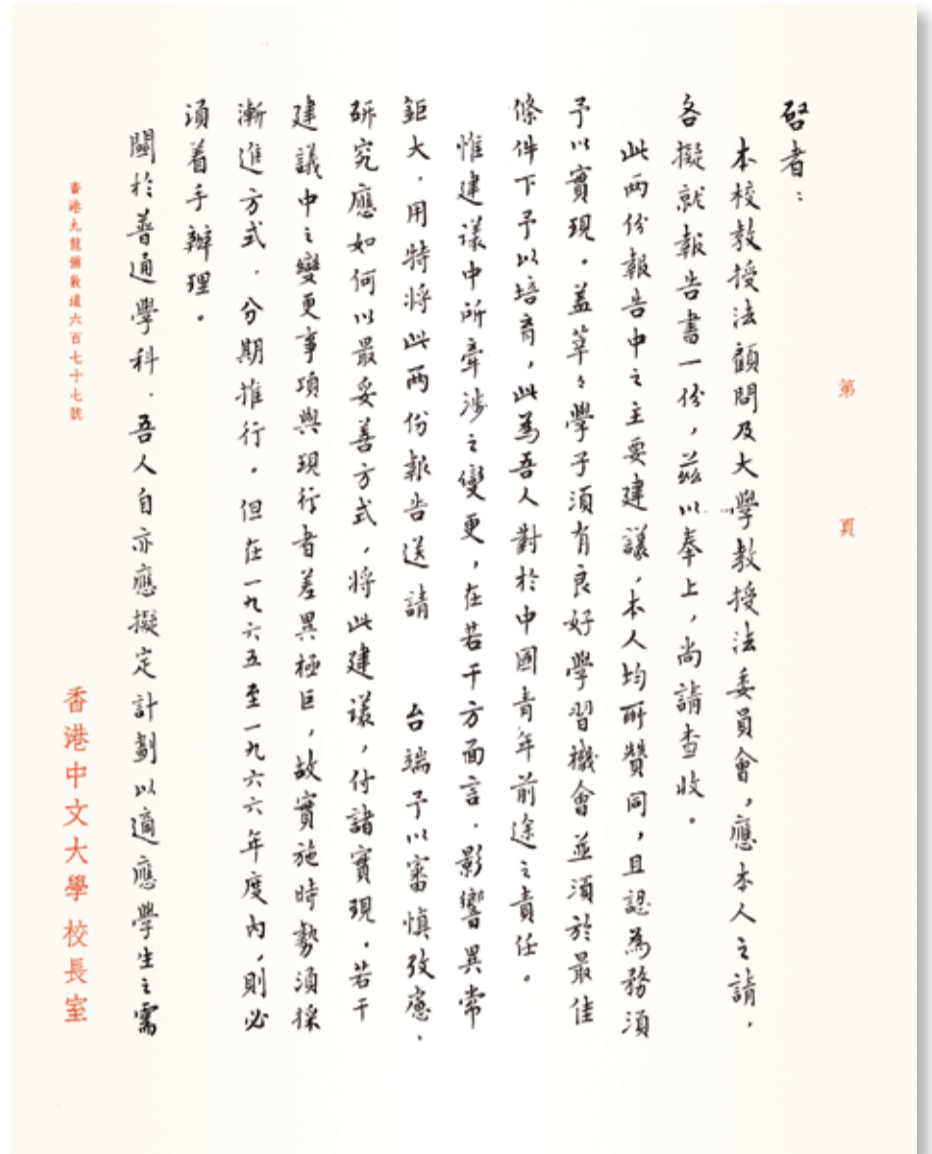 第　頁
啓者：
本校教授法顧問及大學教授法委員會，應本人之請，
各擬就報告書一份，茲以奉上，尚請查收。
此兩份報告中之主要建議，本人均所贊同，且認為務須
予以實現。蓋莘々學子須有良好學習機會並須於最佳
條件下予以培育，此為吾人對於中國青年前途之責任。
惟建議中所牽涉之變更，在若干方面言，影響異常
鉅大，用特將此兩份報告送請　台端予以審慎攷慮，
研究應如何以最妥善方式，將此建議，付諸實現。若干
建議中之變更事項與現行者差異極巨，故實施時勢須採
漸進方式，分期推行。但在一九六五至一九六六年度內，則必
須着手辦理。
關於普通學科，吾人自亦應擬定計劃以適應學生之需
香港九龍彌敦道六百七十七號
香港中文大學 校長室